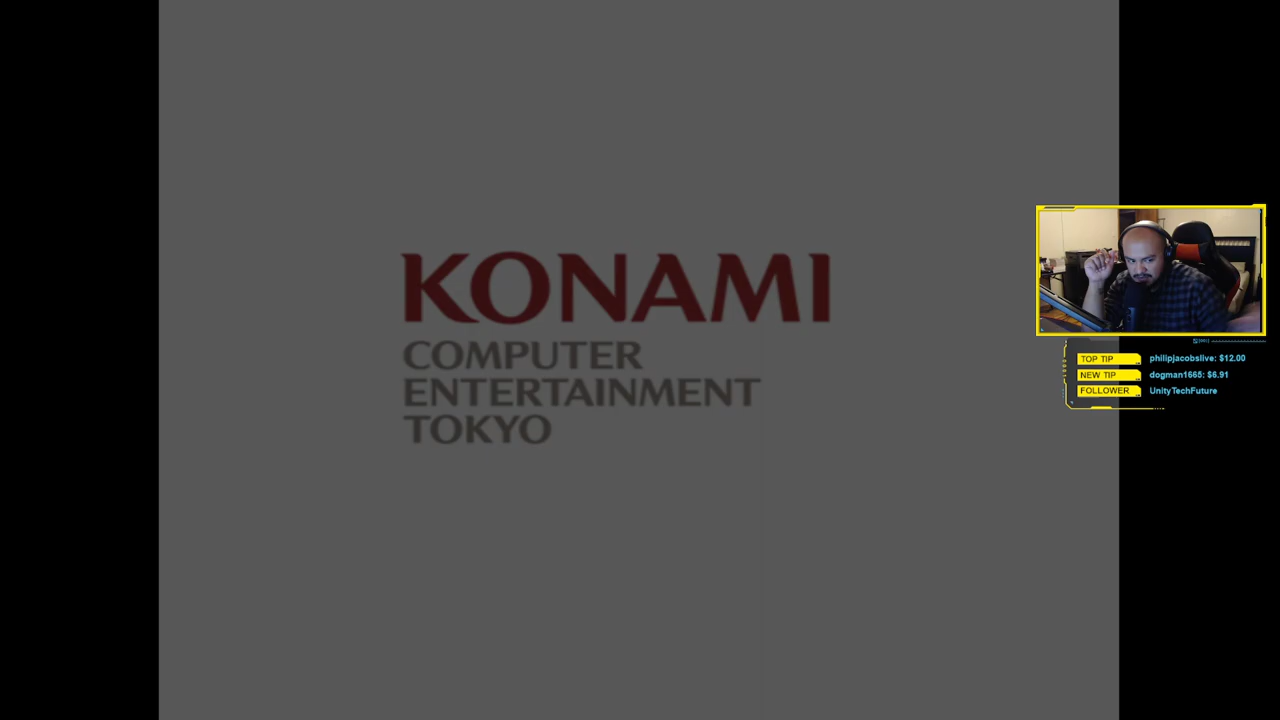 KONAMI
COMPUTER
ENTERTAINMENT
TOKYO
TOP TIP philipjacobslive: $12.00
NEW TIP dogman1665: $6.91
FOLLOWER UnityTechFuture